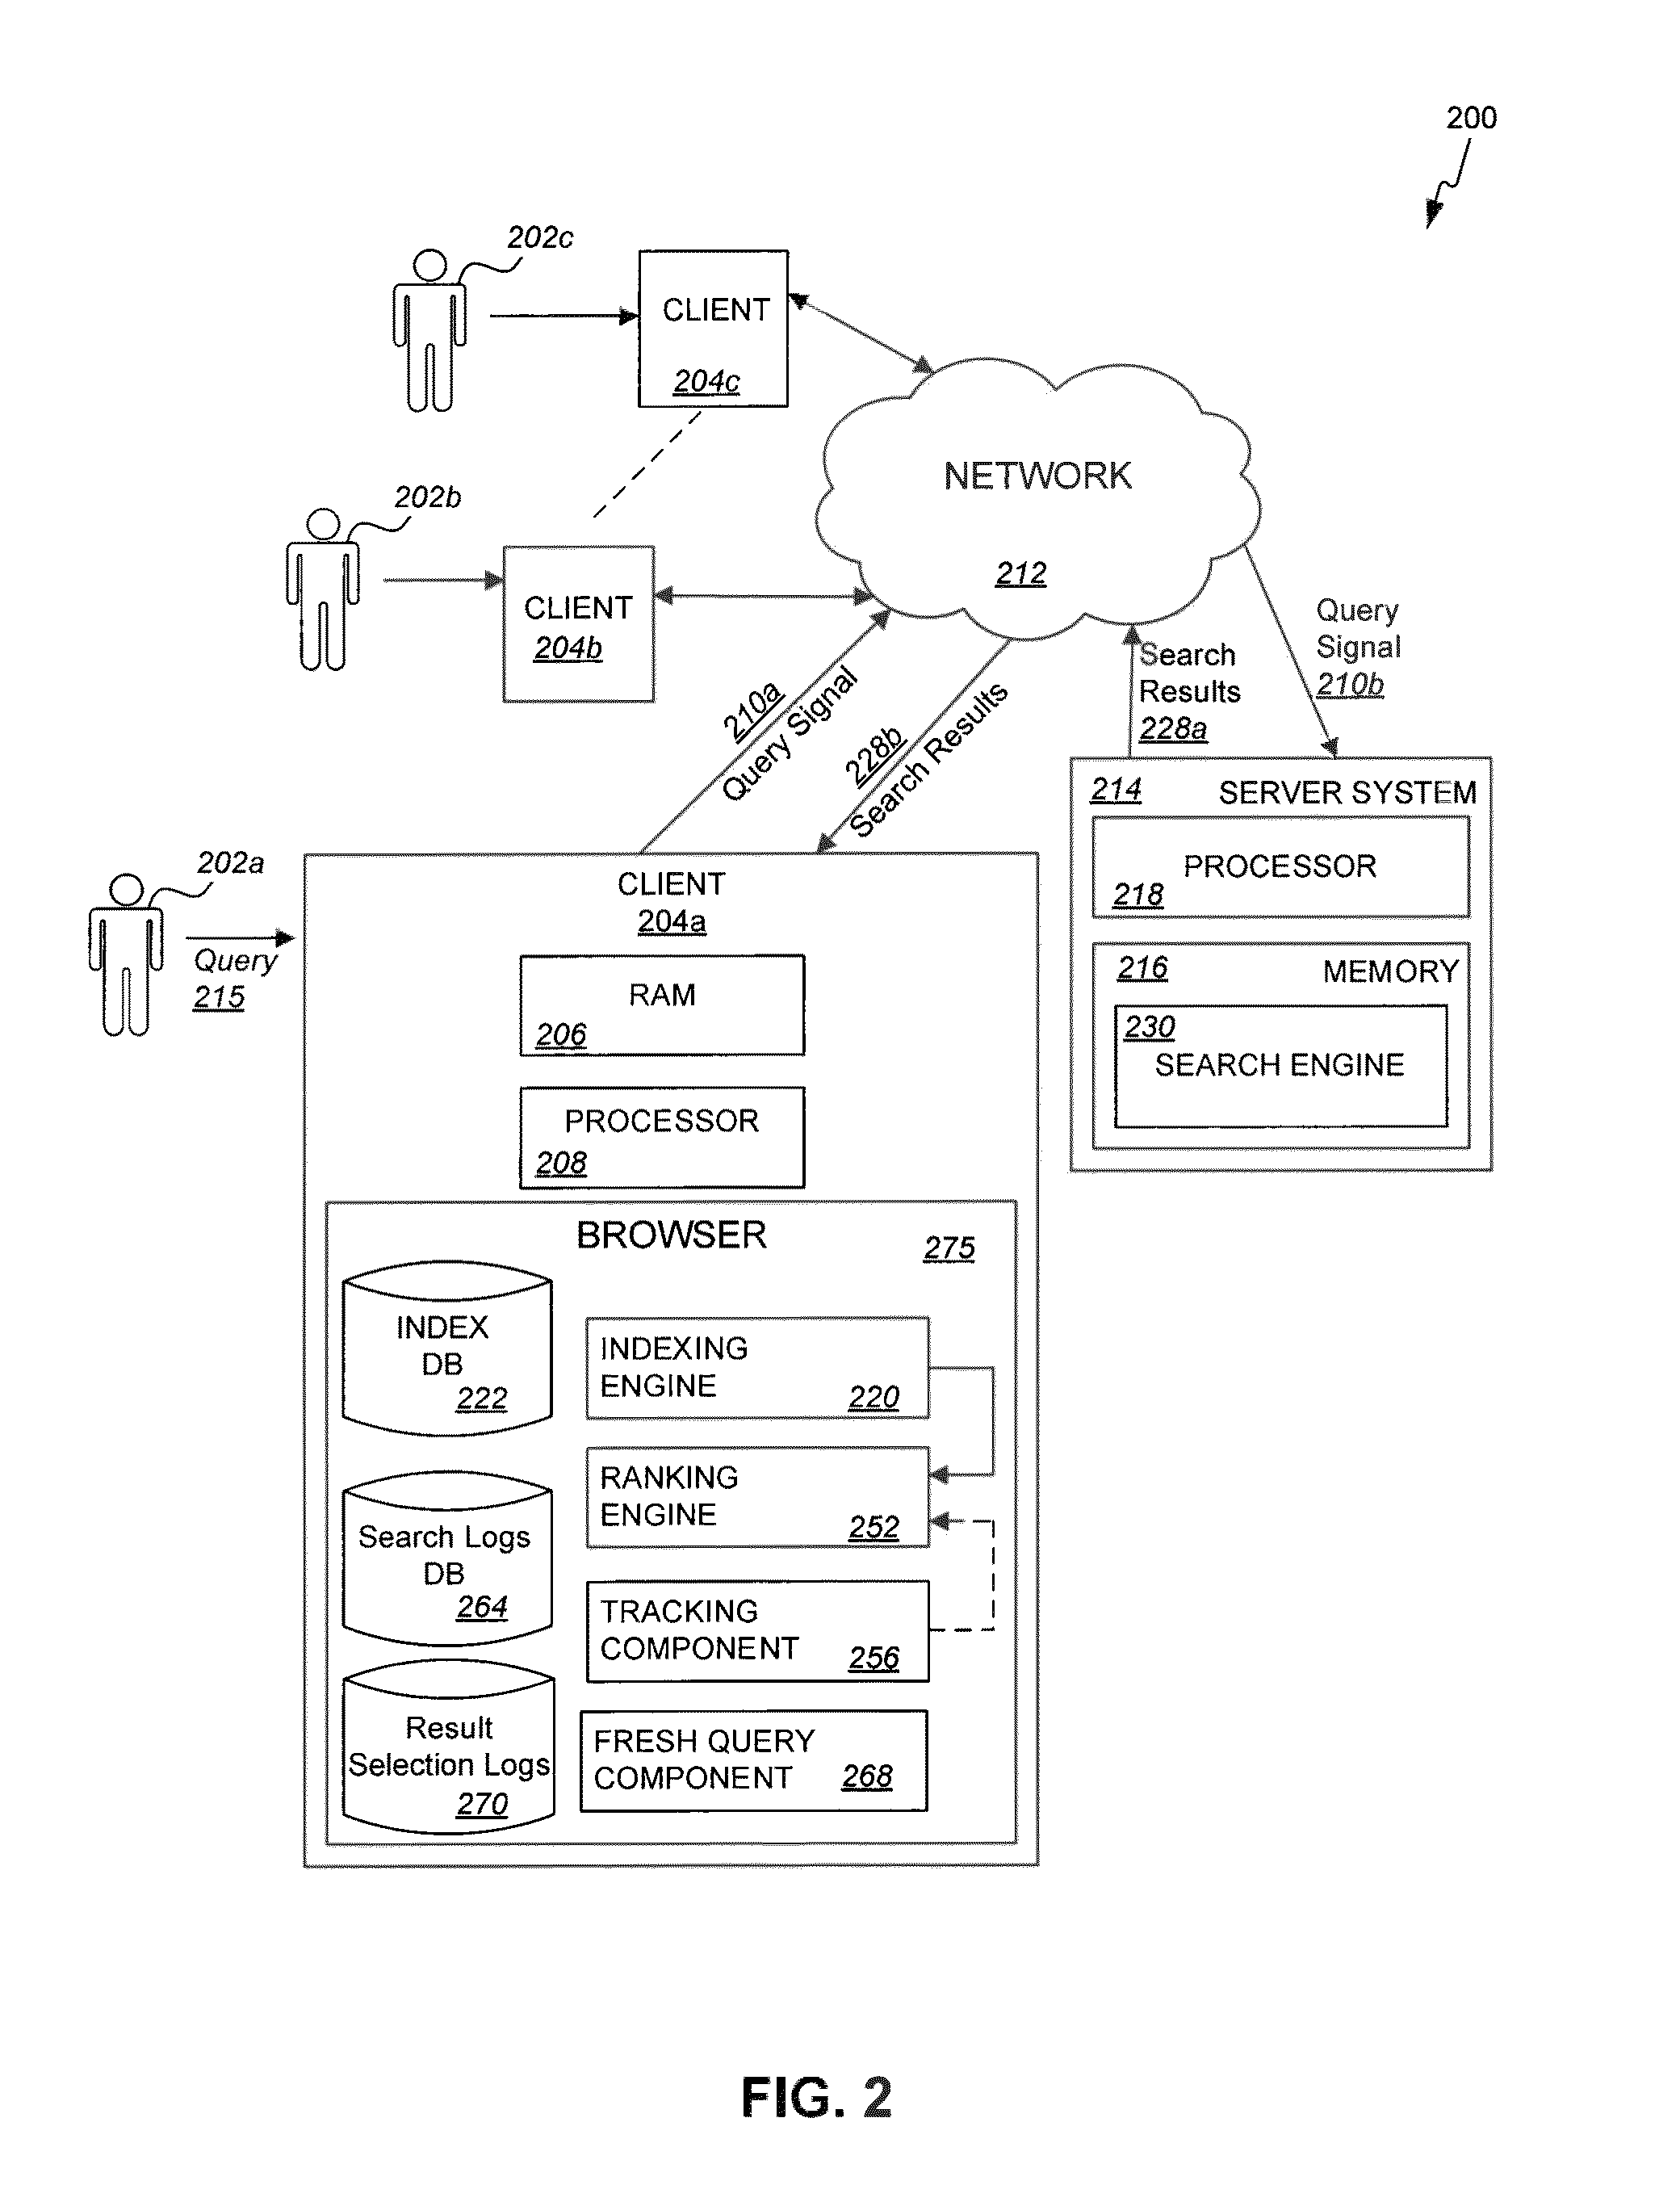 200
202c
CLIENT
204c
NETWORK
212
202b
CLIENT
204b
210a
Query Signal
228b
Search Results
Search
Results
228a
Query
Signal
210b
214 SERVER SYSTEM
PROCESSOR
218
216 MEMORY
230
SEARCH ENGINE
202a
Query
215
CLIENT
204a
RAM
206
PROCESSOR
208
BROWSER
275
INDEX
DB
222
INDEXING
ENGINE 220
RANKING
ENGINE 252
Search Logs
DB
264
TRACKING
COMPONENT 256
Result
Selection Logs
270
FRESH QUERY
COMPONENT 268
FIG. 2